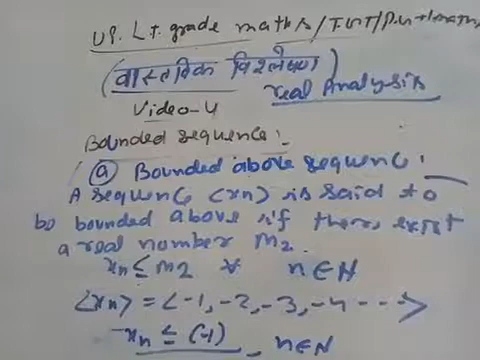 UP. L.T. grade maths / T.G.T / P.G.T maths
(वास्तविक विश्लेषण)
real Analysis
Video-4
Bounded sequence:
(a) Bounded above sequence:
A sequence <xn> is said to
be bounded above if there exist
a real number m2.
xn ≤ m2 ∀ n∈N
<xn> = <-1, -2, -3, -4 ---->
xn ≤ (-1) , n∈N